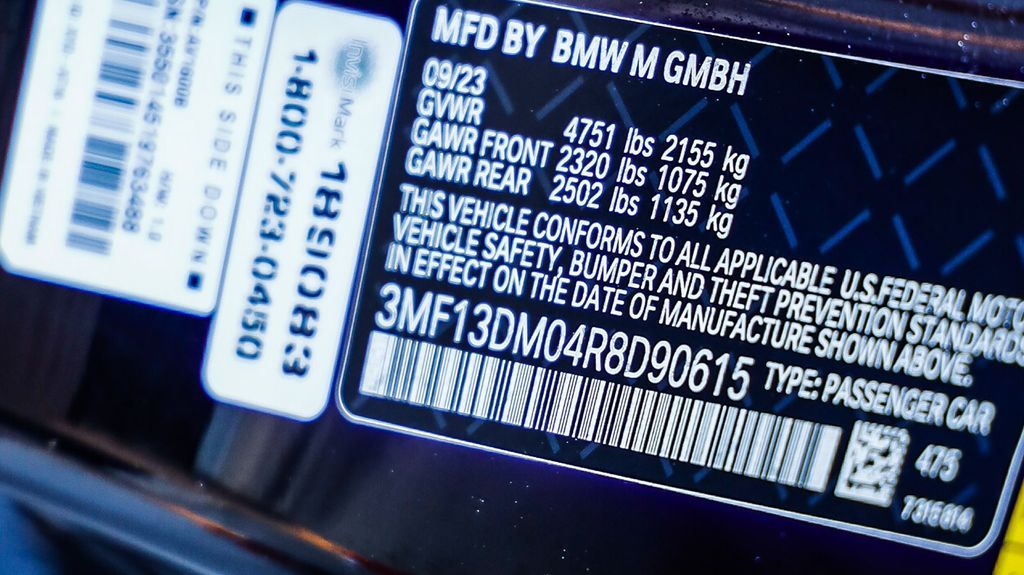 MFD BY BMW M GMBH
09/23
GVWR 4751 lbs 2155 kg
GAWR FRONT 2320 lbs 1075 kg
GAWR REAR 2502 lbs 1135 kg
THIS VEHICLE CONFORMS TO ALL APPLICABLE U.S.FEDERAL MOTO
VEHICLE SAFETY, BUMPER AND THEFT PREVENTION STANDARDS
IN EFFECT ON THE DATE OF MANUFACTURE SHOWN ABOVE.
3MF13DM04R8D90615 TYPE: PASSENGER CAR
475
7315614
InvisiMark 1890083
1-800-723-0450
■ THIS SIDE DOWN ■